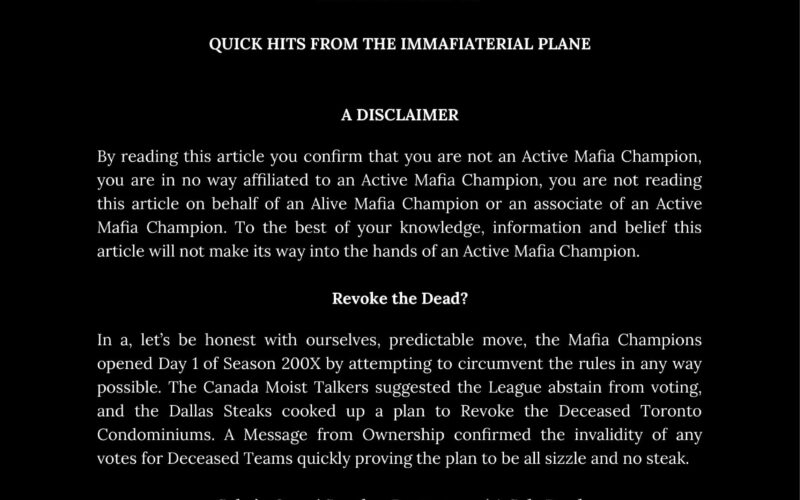 QUICK HITS FROM THE IMMAFIATERIAL PLANE
A DISCLAIMER
By reading this article you confirm that you are not an Active Mafia Champion,
you are in no way affiliated to an Active Mafia Champion, you are not reading
this article on behalf of an Alive Mafia Champion or an associate of an Active
Mafia Champion. To the best of your knowledge, information and belief this
article will not make its way into the hands of an Active Mafia Champion.
Revoke the Dead?
In a, let’s be honest with ourselves, predictable move, the Mafia Champions
opened Day 1 of Season 200X by attempting to circumvent the rules in any way
possible. The Canada Moist Talkers suggested the League abstain from voting,
and the Dallas Steaks cooked up a plan to Revoke the Deceased Toronto
Condominiums. A Message from Ownership confirmed the invalidity of any
votes for Deceased Teams quickly proving the plan to be all sizzle and no steak.